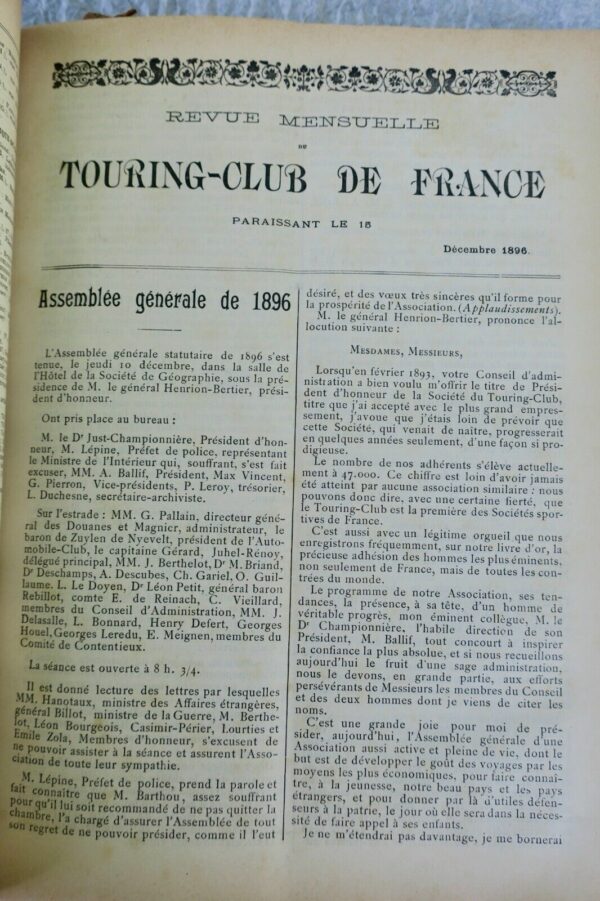 REVUE MENSUELLE
DU
TOURING-CLUB DE FRANCE
PARAISSANT LE 15
Décembre 1896.
Assemblée générale de 1896
L'Assemblée générale statutaire de 1896 s'est
tenue, le jeudi 10 décembre, dans la salle de
l'Hôtel de la Société de Géographie, sous la pré-
sidence de M. le général Henrion-Bertier, prési-
dent d'honneur.
Ont pris place au bureau :
M. le Dr Just-Championnière, Président d'hon-
neur, M. Lépine, Préfet de police, représentant
le Ministre de l'Intérieur qui, souffrant, s'est fait
excuser, MM. A. Ballif, Président, Max Vincent,
G. Pierron, Vice-présidents, P. Leroy, trésorier,
L. Duchesne, secrétaire-archiviste.
Sur l'estrade : MM. G. Pallain, directeur géné-
ral des Douanes et Magnier, administrateur, le
baron de Zuylen de Nyevelt, président de l'Auto-
mobile-Club, le capitaine Gérard, Juhel-Rénoy,
délégué principal, MM. J. Berthelot, Dr M. Briand,
Dr Deschamps, A. Descubes, Ch. Gariel, O. Guil-
laume. L. Le Doyen, Dr Léon Petit, général baron
Rebillot, comte E. de Reinach, C. Vieillard,
membres du Conseil d'Administration, MM. J.
Delasalle, L. Bonnard, Henry Defert, Georges
Houel, Georges Leredu, E. Meignen, membres du
Comité de Contentieux.
La séance est ouverte à 8 h. 3/4.
Il est donné lecture des lettres par lesquelles
MM. Hanotaux, ministre des Affaires étrangères,
général Billot, ministre de la Guerre, M. Berthe-
lot, Léon Bourgeois, Casimir-Périer, Lourties et
Emile Zola, Membres d'honneur, s'excusent de
ne pouvoir assister à la séance et assurent l'Asso-
ciation de toute leur sympathie.
M. Lépine, Préfet de police, prend la parole et
fait connaître que M. Barthou, assez souffrant
pour qu'il lui soit recommandé de ne pas quitter la
chambre, l'a chargé d'assurer l'Assemblée de tout
son regret de ne pouvoir présider, comme il l'eut
désiré, et des vœux très sincères qu'il forme pour
la prospérité de l'Association. (Applaudissements).
M. le général Henrion-Bertier, prononce l'al-
locution suivante :
MESDAMES, MESSIEURS,
Lorsqu'en février 1893, votre Conseil d'admi-
nistration a bien voulu m'offrir le titre de Prési-
dent d'honneur de la Société du Touring-Club,
titre que j'ai accepté avec le plus grand empres-
sement, j'avoue que j'étais loin de prévoir que
cette Société, qui venait de naître, progresserait
en quelques années seulement, d'une façon si pro-
digieuse.
Le nombre de nos adhérents s'élève actuelle-
ment à 47.000. Ce chiffre est loin d'avoir jamais
été atteint par aucune association similaire : nous
pouvons donc dire, avec une certaine fierté, que
le Touring-Club est la première des Sociétés spor-
tives de France.
C'est aussi avec un légitime orgueil que nous
enregistrons fréquemment, sur notre livre d'or, la
précieuse adhésion des hommes les plus éminents,
non seulement de France, mais de toutes les con-
trées du monde.
Le programme de notre Association, ses ten-
dances, la présence, à sa tête, d'un homme de
véritable progrès, mon éminent collègue, M. le
Dr Championnière, l'habile direction de son
Président, M. Ballif, tout concourt à inspirer
la confiance la plus absolue, et si nous recueillons
aujourd'hui le fruit d'une sage administration,
nous le devons, en grande partie, aux efforts
persévérants de Messieurs les membres du Conseil
et des deux hommes dont je viens de citer les
noms.
C'est une grande joie pour moi de pré-
sider, aujourd'hui, l'Assemblée générale d'une
Association aussi active et pleine de vie, dont le
but est de développer le goût des voyages par les
moyens les plus économiques, pour faire connaî-
tre, à la jeunesse, notre beau pays et les pays
étrangers, et pour donner par là d'utiles défen-
seurs à la patrie, le jour où elle sera dans la néces-
sité de faire appel à ses enfants.
Je ne m'étendrai pas davantage, je me bornerai